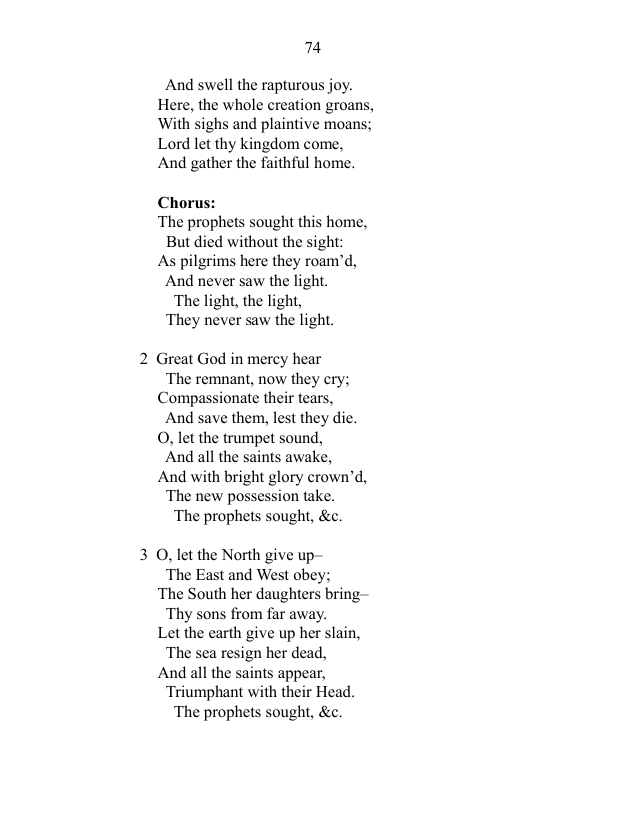 74
And swell the rapturous joy.
Here, the whole creation groans,
With sighs and plaintive moans;
Lord let thy kingdom come,
And gather the faithful home.
Chorus:
The prophets sought this home,
But died without the sight:
As pilgrims here they roam’d,
And never saw the light.
The light, the light,
They never saw the light.
2 Great God in mercy hear
The remnant, now they cry;
Compassionate their tears,
And save them, lest they die.
O, let the trumpet sound,
And all the saints awake,
And with bright glory crown’d,
The new possession take.
The prophets sought, &c.
3 O, let the North give up–
The East and West obey;
The South her daughters bring–
Thy sons from far away.
Let the earth give up her slain,
The sea resign her dead,
And all the saints appear,
Triumphant with their Head.
The prophets sought, &c.